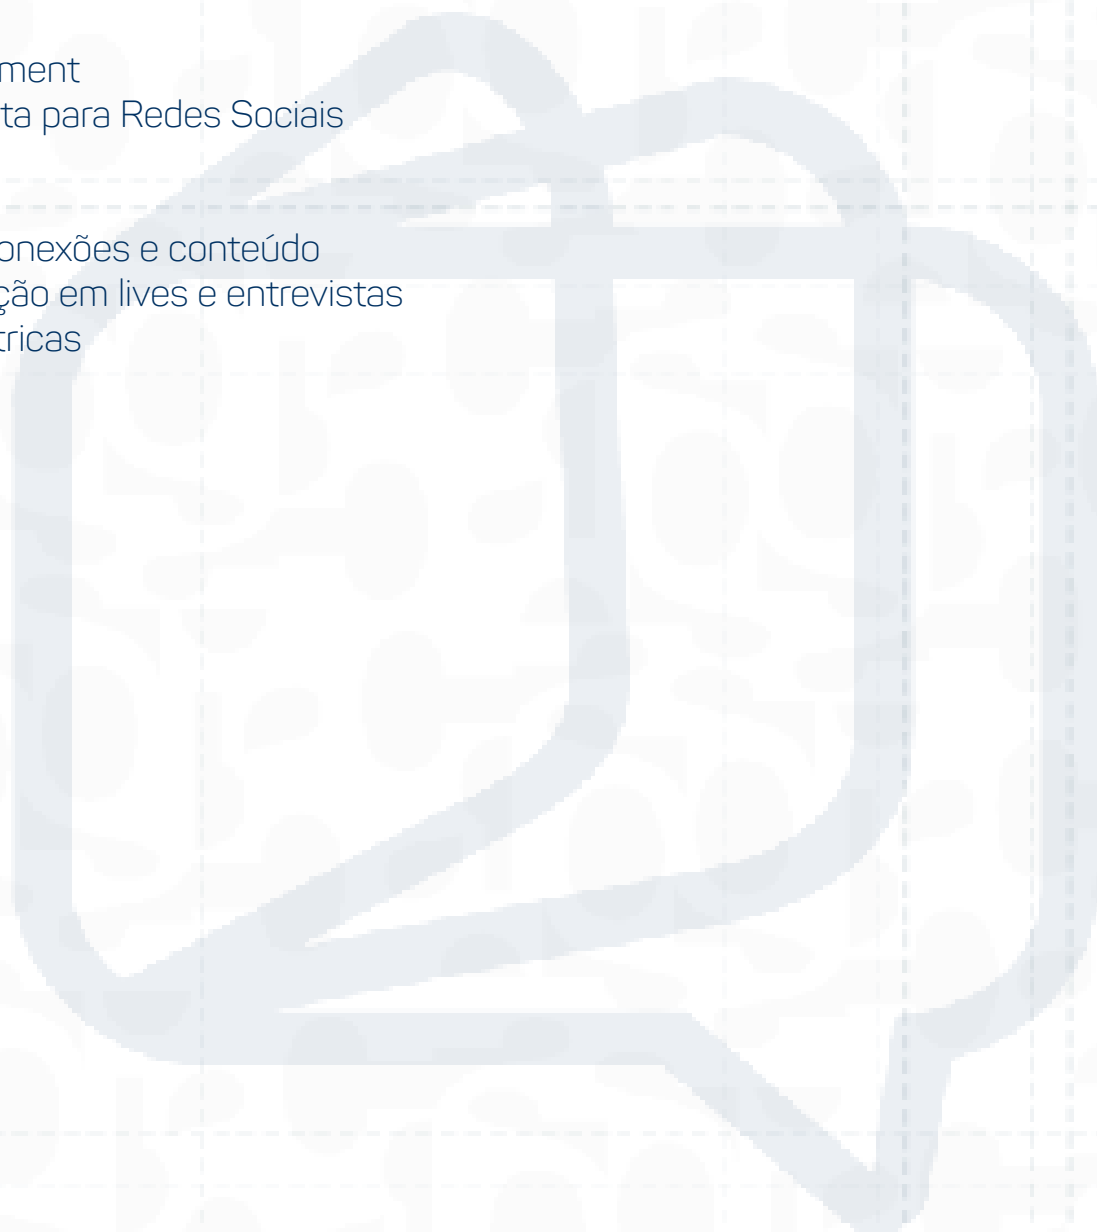 ment
ta para Redes Sociais
onexões e conteúdo
ção em lives e entrevistas
tricas